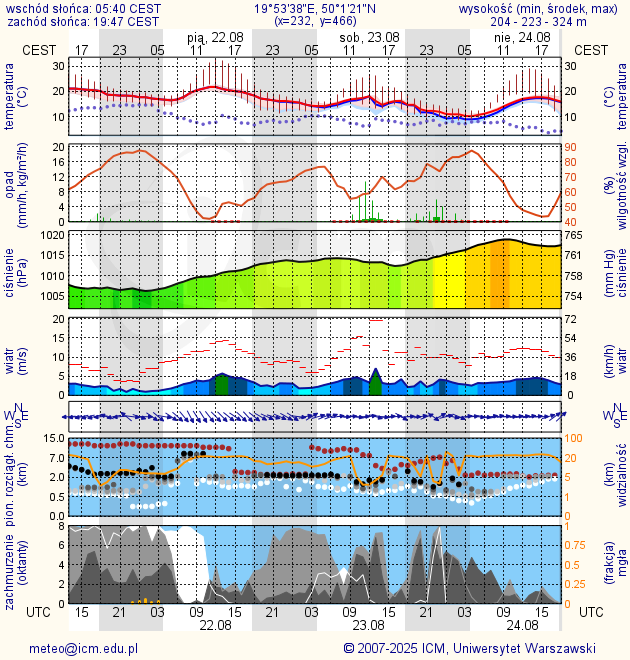 wschód słońca: 05:40 CEST 19°53'38"E, 50°1'21"N wysokość (min, środek, max)
zachód słońca: 19:47 CEST (x=232, y=466) 204 - 223 - 324 m
pią, 22.08 sob, 23.08 nie, 24.08
CEST 17 23 05 11 17 23 05 11 17 23 05 11 17 CEST
temperatura (°C) 30 20 10 30 20 10 temperatura (°C)
opad (mm/h, kg/m²/h) 20 16 12 8 4 0 90 80 70 60 50 40 (%) wilgotność wzgl.
ciśnienie (hPa) 1020 1015 1010 1005 765 761 758 754 (mm Hg) ciśnienie
wiatr (m/s) 20 15 10 5 0 72 54 36 18 0 (km/h) wiatr
N W E S N W E S
pion. rozciągł. chm. (km) 15.0 7.0 2.0 0.5 0.0 100 20 5 1 0 (km) widzialność
zachmurzenie (oktanty) 8 6 4 2 0 1 0.75 0.5 0.25 0 (frakcja) mgła
UTC 15 21 03 09 15 21 03 09 15 21 03 09 15 UTC
22.08 23.08 24.08
meteo@icm.edu.pl © 2007-2025 ICM, Uniwersytet Warszawski